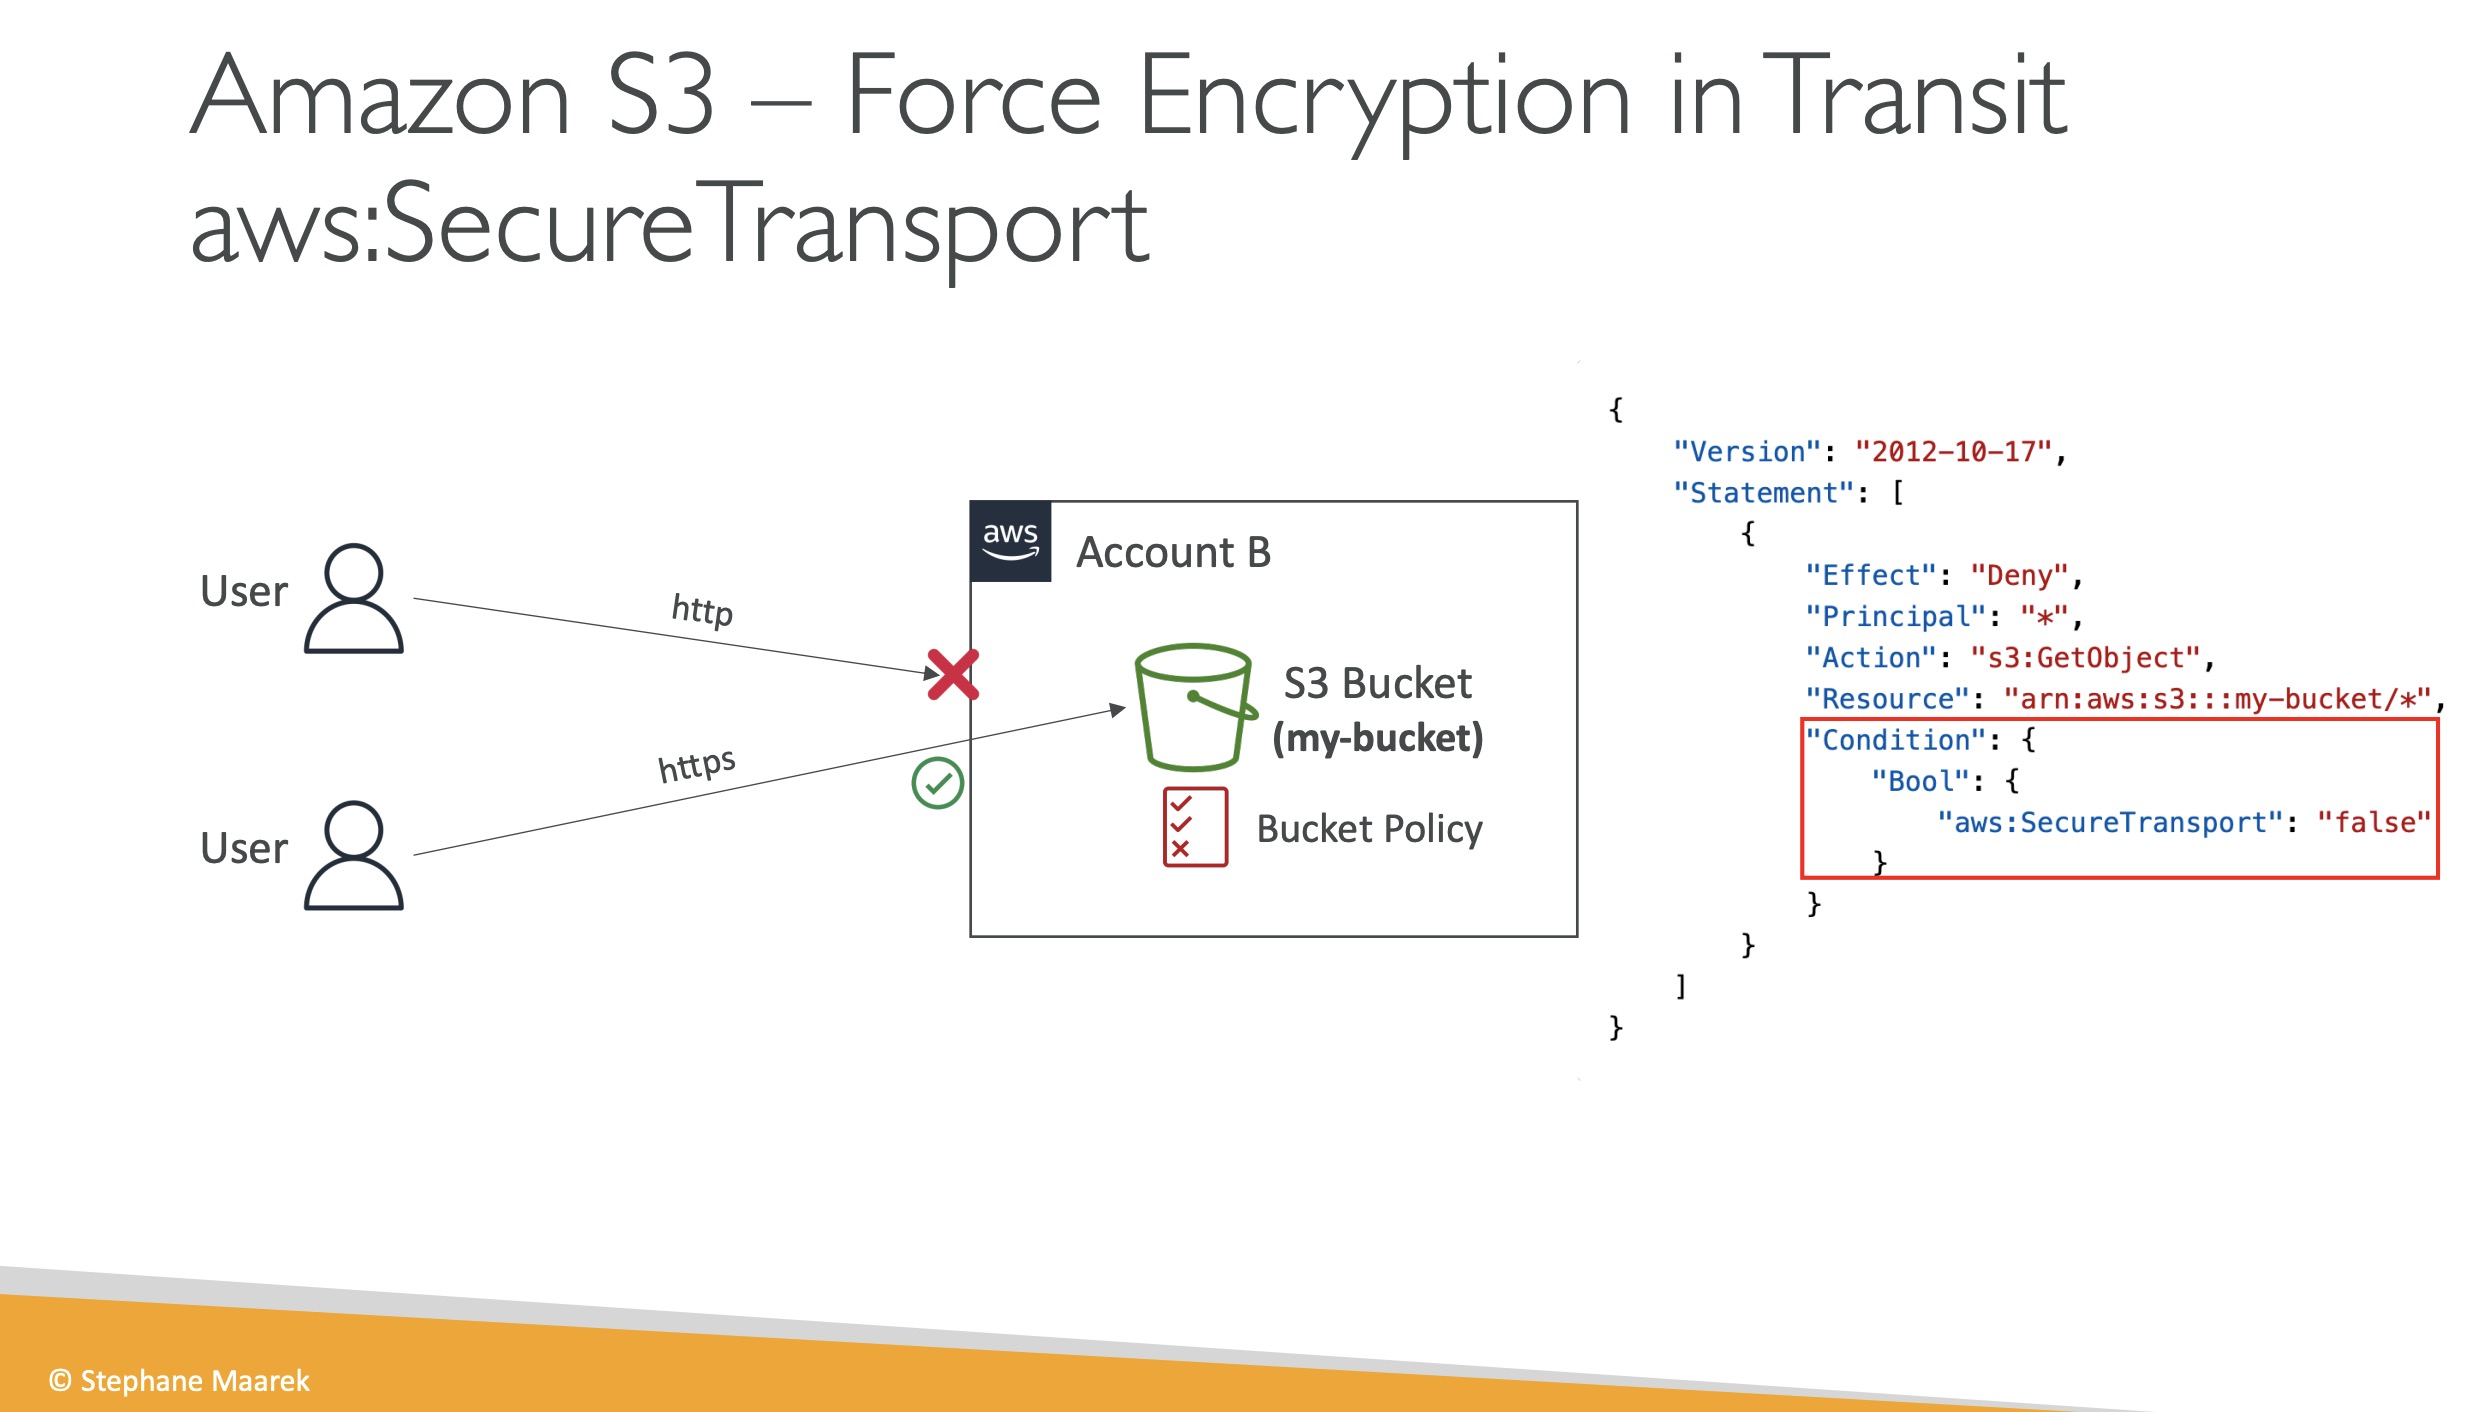 Amazon S3 – Force Encryption in Transit
aws:SecureTransport
User
http
User
https
aws
Account B
S3 Bucket
(my-bucket)
Bucket Policy
{
"Version": "2012-10-17",
"Statement": [
{
"Effect": "Deny",
"Principal": "*",
"Action": "s3:GetObject",
"Resource": "arn:aws:s3:::my-bucket/*",
"Condition": {
"Bool": {
"aws:SecureTransport": "false"
}
}
}
]
}
© Stephane Maarek